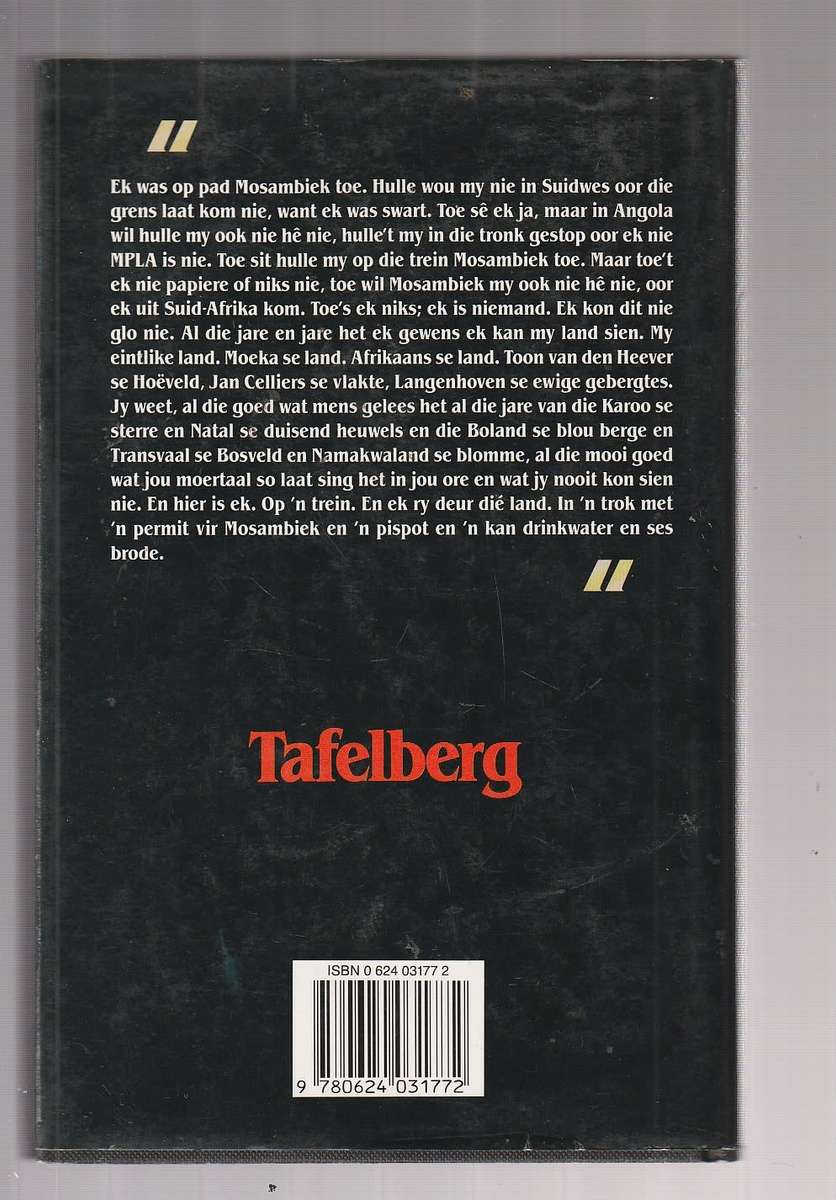 "
Ek was op pad Mosambiek toe. Hulle wou my nie in Suidwes oor die
grens laat kom nie, want ek was swart. Toe sê ek ja, maar in Angola
wil hulle my ook nie hê nie, hulle't my in die tronk gestop oor ek nie
MPLA is nie. Toe sit hulle my op die trein Mosambiek toe. Maar toe't
ek nie papiere of niks nie, toe wil Mosambiek my ook nie hê nie, oor
ek uit Suid-Afrika kom. Toe's ek niks; ek is niemand. Ek kon dit nie
glo nie. Al die jare en jare het ek gewens ek kan my land sien. My
eintlike land. Moeka se land. Afrikaans se land. Toon van den Heever
se Hoëveld, Jan Celliers se vlakte, Langenhoven se ewige gebergtes.
Jy weet, al die goed wat mens gelees het al die jare van die Karoo se
sterre en Natal se duisend heuwels en die Boland se blou berge en
Transvaal se Bosveld en Namakwaland se blomme, al die mooi goed
wat jou moertaal so laat sing het in jou ore en wat jy nooit kon sien
nie. En hier is ek. Op 'n trein. En ek ry deur dié land. In 'n trok met
'n permit vir Mosambiek en 'n pispot en 'n kan drinkwater en ses
brode.
"
Tafelberg
ISBN 0 624 03177 2
9 780624 031772